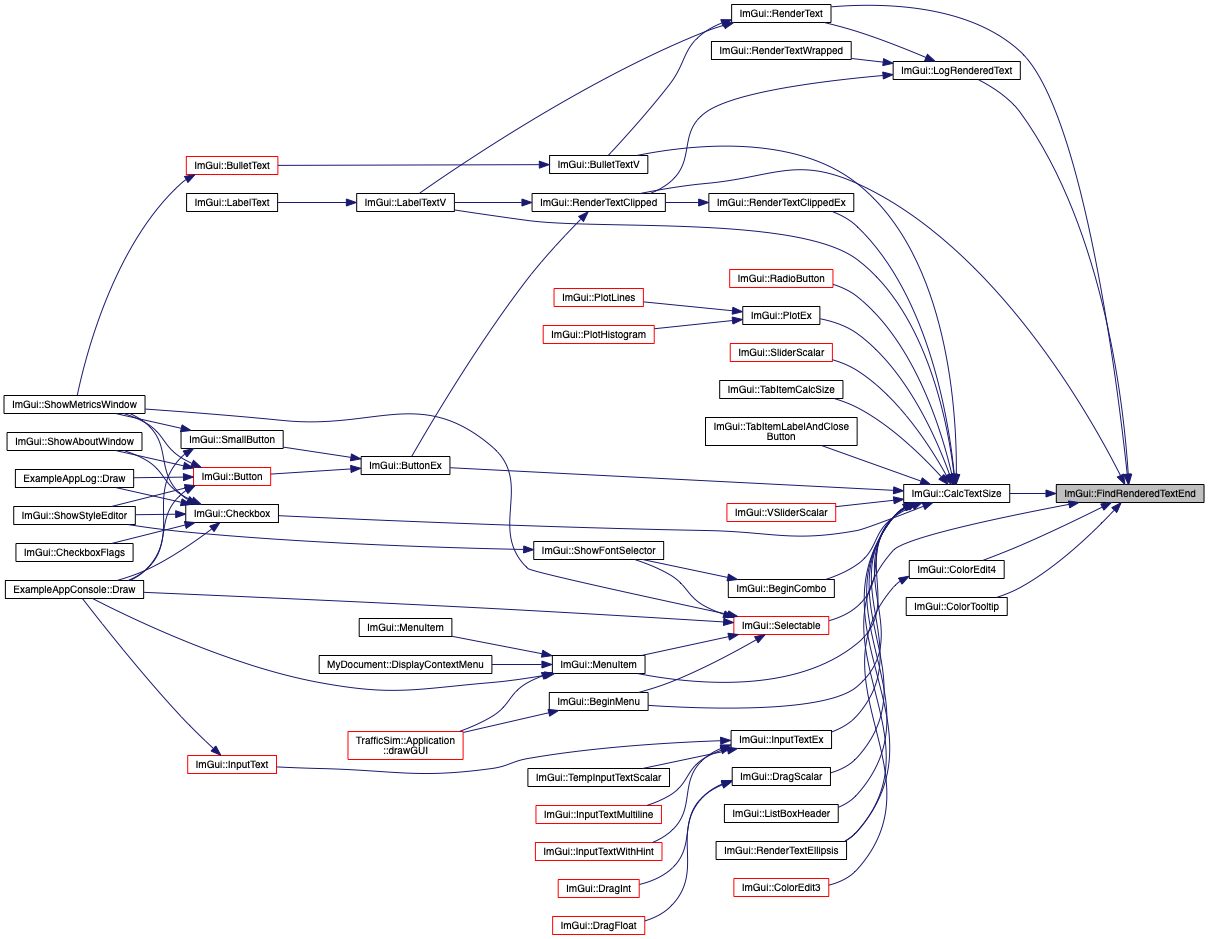 ImGui::RenderText
ImGui::RenderTextWrapped
ImGui::LogRenderedText
ImGui::BulletText
ImGui::BulletTextV
ImGui::LabelText
ImGui::LabelTextV
ImGui::RenderTextClipped
ImGui::RenderTextClippedEx
ImGui::RadioButton
ImGui::PlotLines
ImGui::PlotEx
ImGui::PlotHistogram
ImGui::SliderScalar
ImGui::TabItemCalcSize
ImGui::ShowMetricsWindow
ImGui::TabItemLabelAndClose
Button
ImGui::ShowAboutWindow
ImGui::SmallButton
ImGui::ButtonEx
ExampleAppLog::Draw
ImGui::Button
ImGui::CalcTextSize
ImGui::FindRenderedTextEnd
ImGui::ShowStyleEditor
ImGui::Checkbox
ImGui::VSliderScalar
ImGui::CheckboxFlags
ImGui::ShowFontSelector
ImGui::ColorEdit4
ExampleAppConsole::Draw
ImGui::BeginCombo
ImGui::ColorTooltip
ImGui::MenuItem
ImGui::Selectable
MyDocument::DisplayContextMenu
ImGui::MenuItem
ImGui::BeginMenu
TrafficSim::Application
::drawGUI
ImGui::InputTextEx
ImGui::InputText
ImGui::TempInputTextScalar
ImGui::DragScalar
ImGui::InputTextMultiline
ImGui::ListBoxHeader
ImGui::InputTextWithHint
ImGui::RenderTextEllipsis
ImGui::DragInt
ImGui::ColorEdit3
ImGui::DragFloat